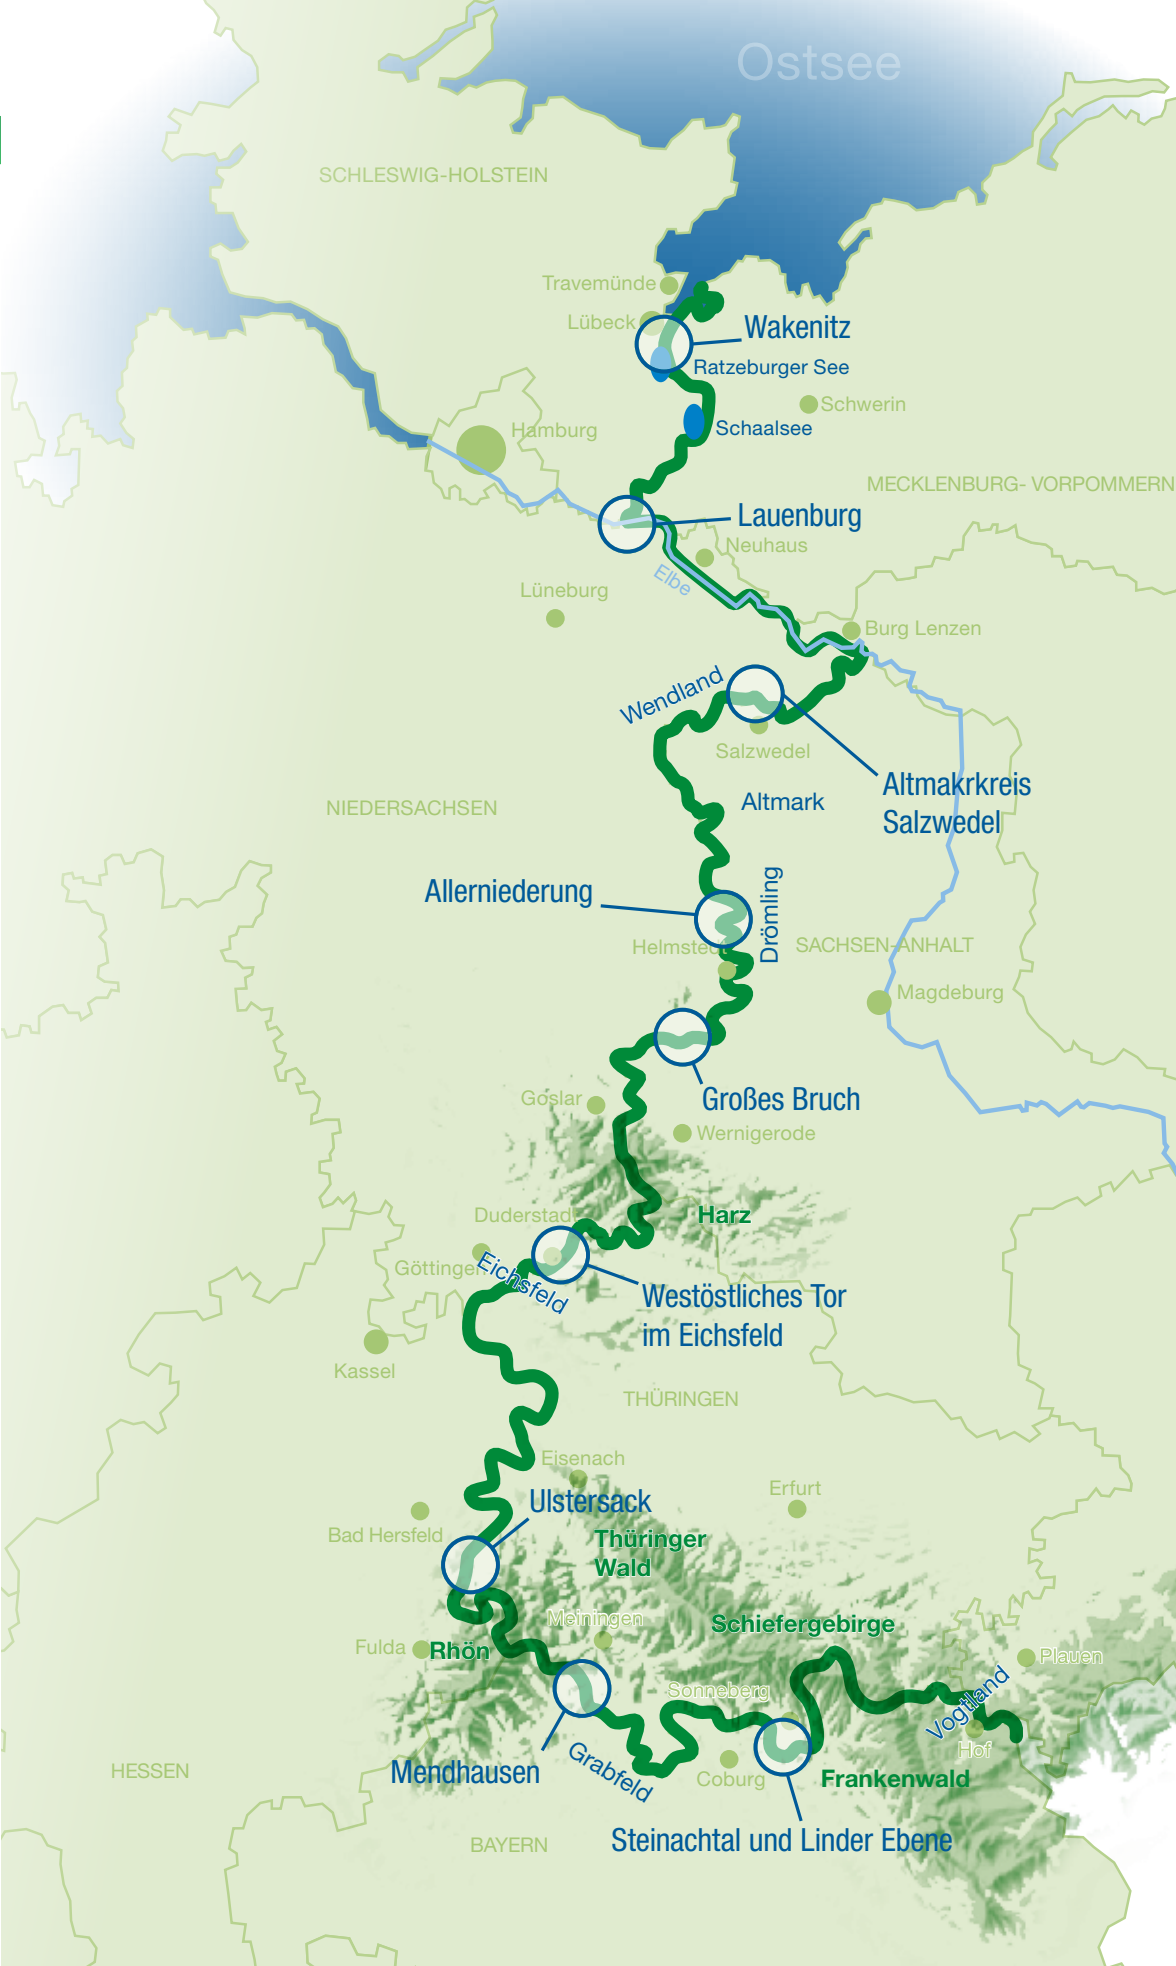 Ostsee
SCHLESWIG-HOLSTEIN
Travemünde
Lübeck
Wakenitz
Ratzeburger See
Schwerin
Schaalsee
Hamburg
MECKLENBURG- VORPOMMERN
Lauenburg
Neuhaus
Elbe
Lüneburg
Burg Lenzen
Wendland
Salzwedel
Altmakrkreis
Salzwedel
Altmark
NIEDERSACHSEN
Allerniederung
Drömling
Helmstedt
SACHSEN-ANHALT
Magdeburg
Großes Bruch
Goslar
Wernigerode
Harz
Duderstadt
Göttingen
Eichsfeld
Westöstliches Tor
im Eichsfeld
Kassel
THÜRINGEN
Eisenach
Erfurt
Ulstersack
Bad Hersfeld
Thüringer
Wald
Meiningen
Schiefergebirge
Fulda
Rhön
Plauen
Sonneberg
Vogtland
Hof
Mendhausen
Grabfeld
Coburg
Frankenwald
HESSEN
Steinachtal und Linder Ebene
BAYERN